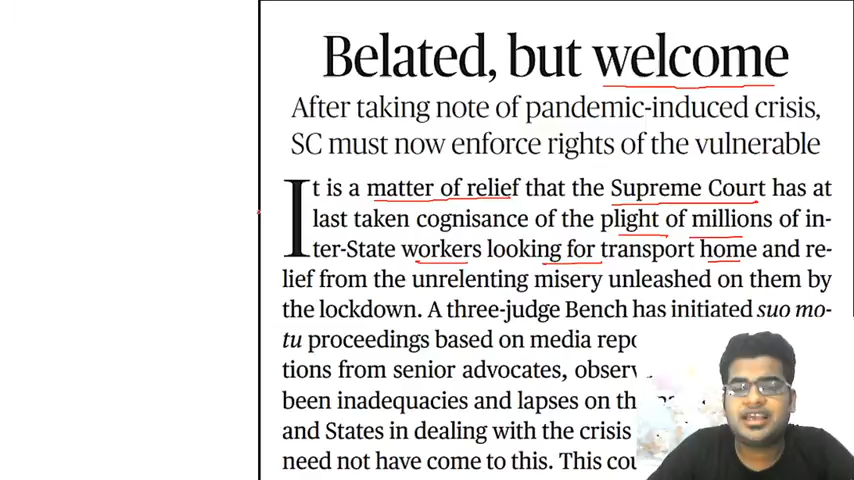 Belated, but welcome
After taking note of pandemic-induced crisis,
SC must now enforce rights of the vulnerable
It is a matter of relief that the Supreme Court has at
last taken cognisance of the plight of millions of in-
ter-State workers looking for transport home and re-
lief from the unrelenting misery unleashed on them by
the lockdown. A three-judge Bench has initiated suo mo-
tu proceedings based on media
tions from senior advocates,
been inadequacies and lapses on
and States in dealing with the crisis
need not have come to this. This